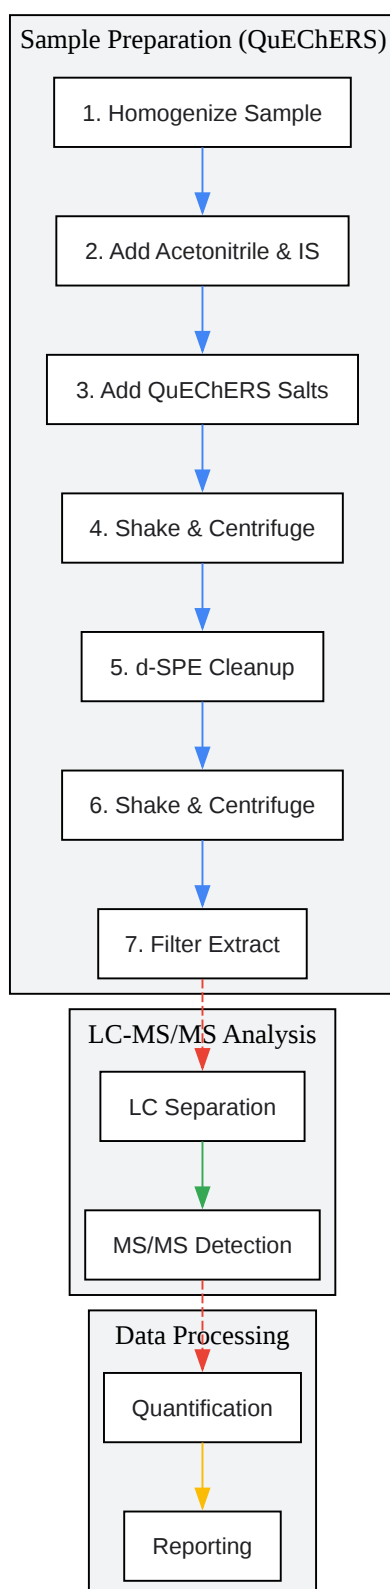 Sample Preparation (QuEChERS)
1. Homogenize Sample
2. Add Acetonitrile & IS
3. Add QuEChERS Salts
4. Shake & Centrifuge
5. d-SPE Cleanup
6. Shake & Centrifuge
7. Filter Extract
LC-MS/MS Analysis
LC Separation
MS/MS Detection
Data Processing
Quantification
Reporting